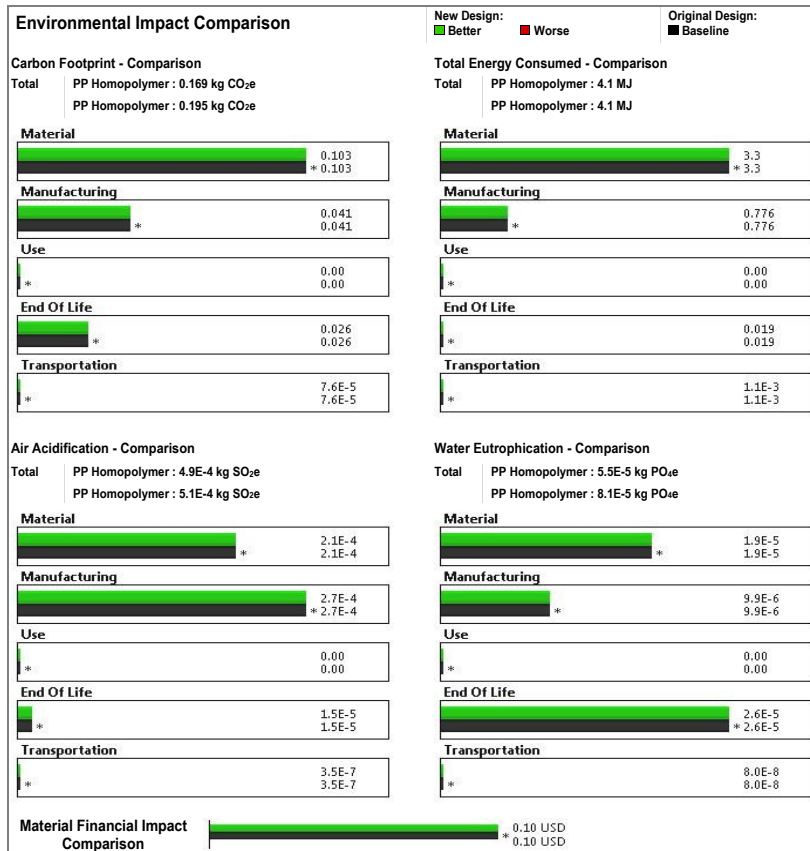 Environmental Impact Comparison
New Design:
Better Worse
Original Design:
Baseline
Carbon Footprint - Comparison
Total PP Homopolymer : 0.169 kg CO₂e
PP Homopolymer : 0.195 kg CO₂e
Material
0.103
* 0.103
Manufacturing
0.041
* 0.041
Use
0.00
* 0.00
End Of Life
0.026
* 0.026
Transportation
7.6E-5
* 7.6E-5
Total Energy Consumed - Comparison
Total PP Homopolymer : 4.1 MJ
PP Homopolymer : 4.1 MJ
Material
3.3
* 3.3
Manufacturing
0.776
* 0.776
Use
0.00
* 0.00
End Of Life
0.019
* 0.019
Transportation
1.1E-3
* 1.1E-3
Air Acidification - Comparison
Total PP Homopolymer : 4.9E-4 kg SO₂e
PP Homopolymer : 5.1E-4 kg SO₂e
Material
2.1E-4
* 2.1E-4
Manufacturing
2.7E-4
* 2.7E-4
Use
0.00
* 0.00
End Of Life
1.5E-5
* 1.5E-5
Transportation
3.5E-7
* 3.5E-7
Water Eutrophication - Comparison
Total PP Homopolymer : 5.5E-5 kg PO₄e
PP Homopolymer : 8.1E-5 kg PO₄e
Material
1.9E-5
* 1.9E-5
Manufacturing
9.9E-6
* 9.9E-6
Use
0.00
* 0.00
End Of Life
2.6E-5
* 2.6E-5
Transportation
8.0E-8
* 8.0E-8
Material Financial Impact
Comparison
0.10 USD
* 0.10 USD